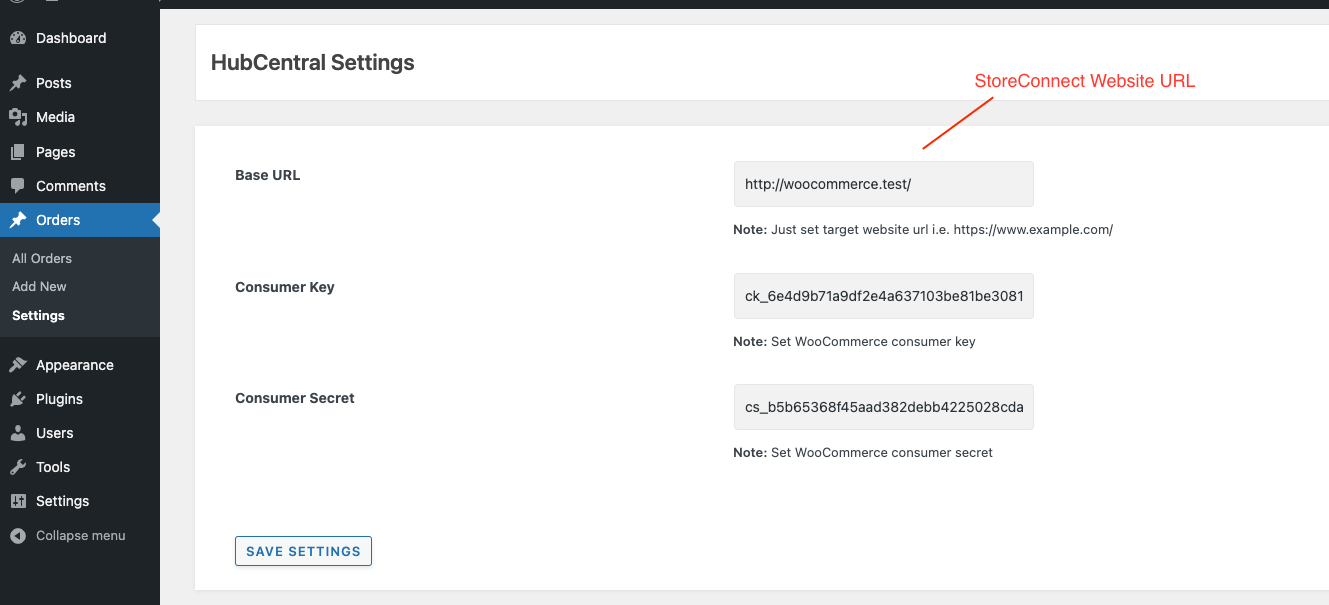 Dashboard
Posts
Media
Pages
Comments
Orders
All Orders
Add New
Settings
Appearance
Plugins
Users
Tools
Settings
Collapse menu
HubCentral Settings
StoreConnect Website URL
Base URL
http://woocommerce.test/
Note: Just set target website url i.e. https://www.example.com/
Consumer Key
ck_6e4d9b71a9df2e4a637103be81be3081
Note: Set WooCommerce consumer key
Consumer Secret
cs_b5b65368f45aad382debb4225028cda
Note: Set WooCommerce consumer secret
SAVE SETTINGS